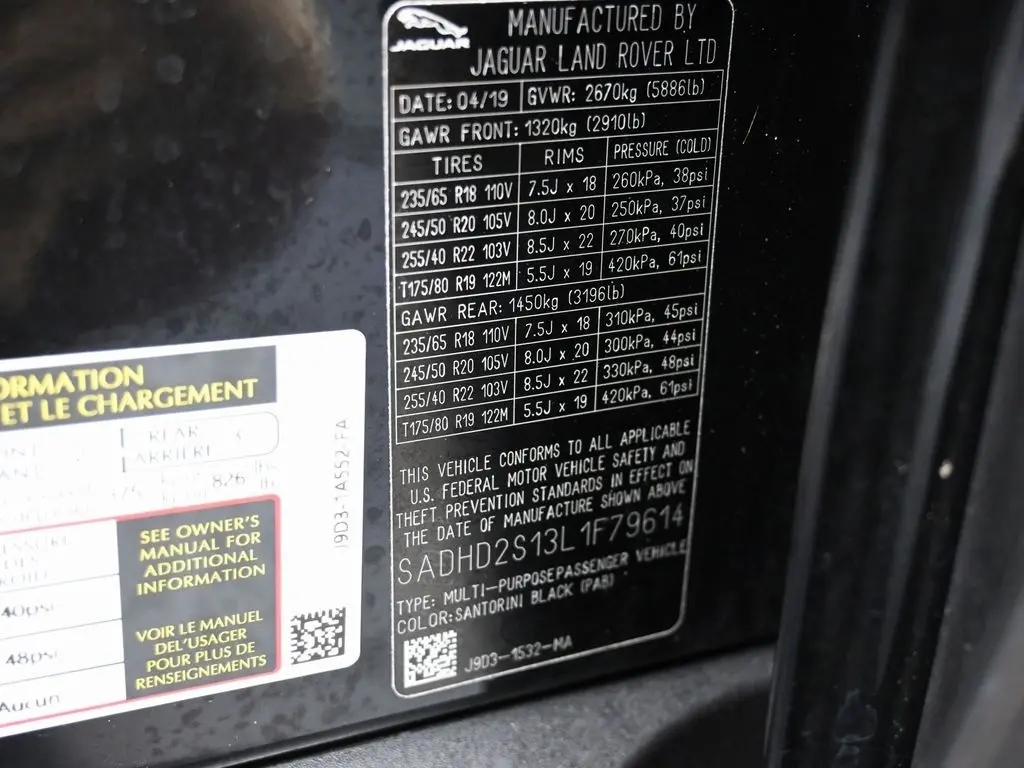 JAGUAR
MANUFACTURED BY
JAGUAR LAND ROVER LTD
DATE: 04/19 GVWR: 2670kg (5886lb)
GAWR FRONT: 1320kg (2910lb)
TIRES RIMS PRESSURE (COLD)
235/65 R18 110V 7.5J x 18 260kPa, 38psi
245/50 R20 105V 8.0J x 20 250kPa, 37psi
255/40 R22 103V 8.5J x 22 270kPa, 40psi
T175/80 R19 122M 5.5J x 19 420kPa, 61psi
GAWR REAR: 1450kg (3196lb)
235/65 R18 110V 7.5J x 18 310kPa, 45psi
245/50 R20 105V 8.0J x 20 300kPa, 44psi
255/40 R22 103V 8.5J x 22 330kPa, 48psi
T175/80 R19 122M 5.5J x 19 420kPa, 61psi
THIS VEHICLE CONFORMS TO ALL APPLICABLE
U.S. FEDERAL MOTOR VEHICLE SAFETY AND
THEFT PREVENTION STANDARDS IN EFFECT ON
THE DATE OF MANUFACTURE SHOWN ABOVE
SADHD2S13L1F79614
TYPE: MULTI-PURPOSE PASSENGER VEHICLE
COLOR: SANTORINI BLACK (PAB)
J9D3-1532-MA
ORMATION
ET LE CHARGEMENT
REAR 3
ARRIERE
826 lbs
J9D3-1A552-FA
SEE OWNER'S
MANUAL FOR
ADDITIONAL
INFORMATION
VOIR LE MANUEL
DEL'USAGER
POUR PLUS DE
RENSEIGNEMENTS
40psi
48psi
Aucun